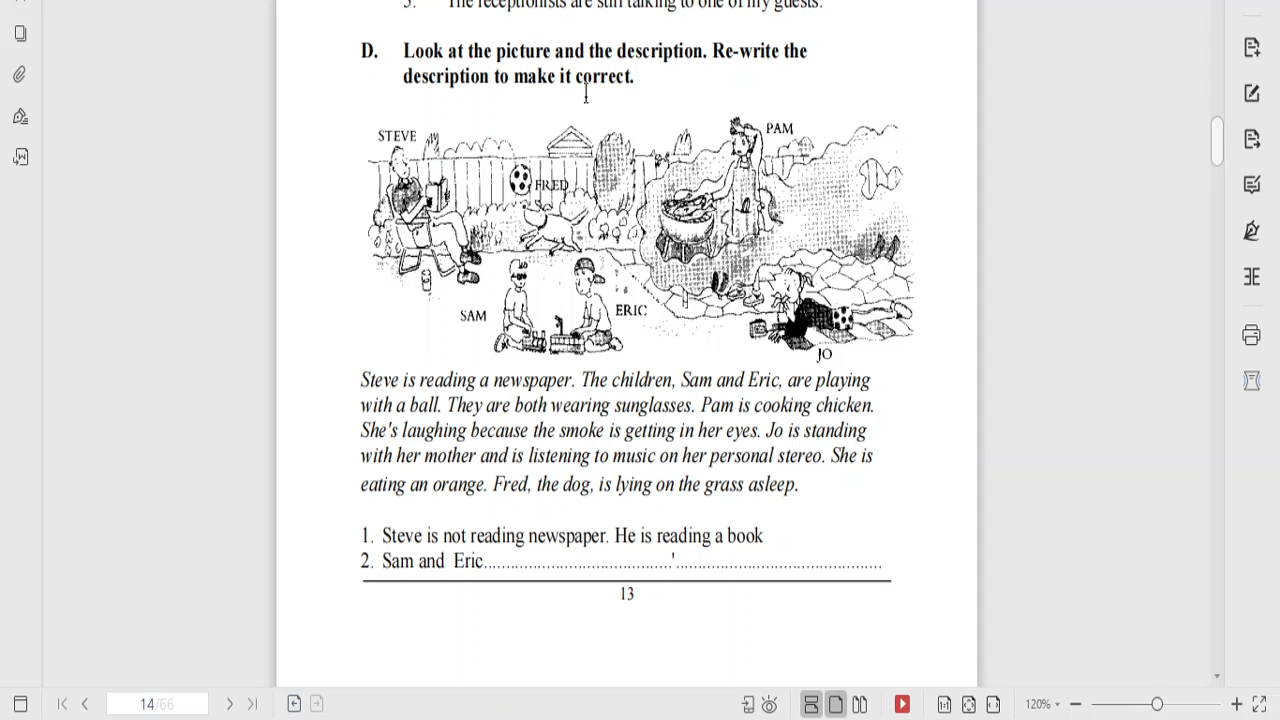 5. The receptionists are still talking to one of my guests.
D. Look at the picture and the description. Re-write the
description to make it correct.
STEVE
PAM
FRED
SAM
ERIC
JO
Steve is reading a newspaper. The children, Sam and Eric, are playing
with a ball. They are both wearing sunglasses. Pam is cooking chicken.
She's laughing because the smoke is getting in her eyes. Jo is standing
with her mother and is listening to music on her personal stereo. She is
eating an orange. Fred, the dog, is lying on the grass asleep.
1. Steve is not reading newspaper. He is reading a book
2. Sam and Eric..........................................'..............................................
13
14/66
1:1
120%